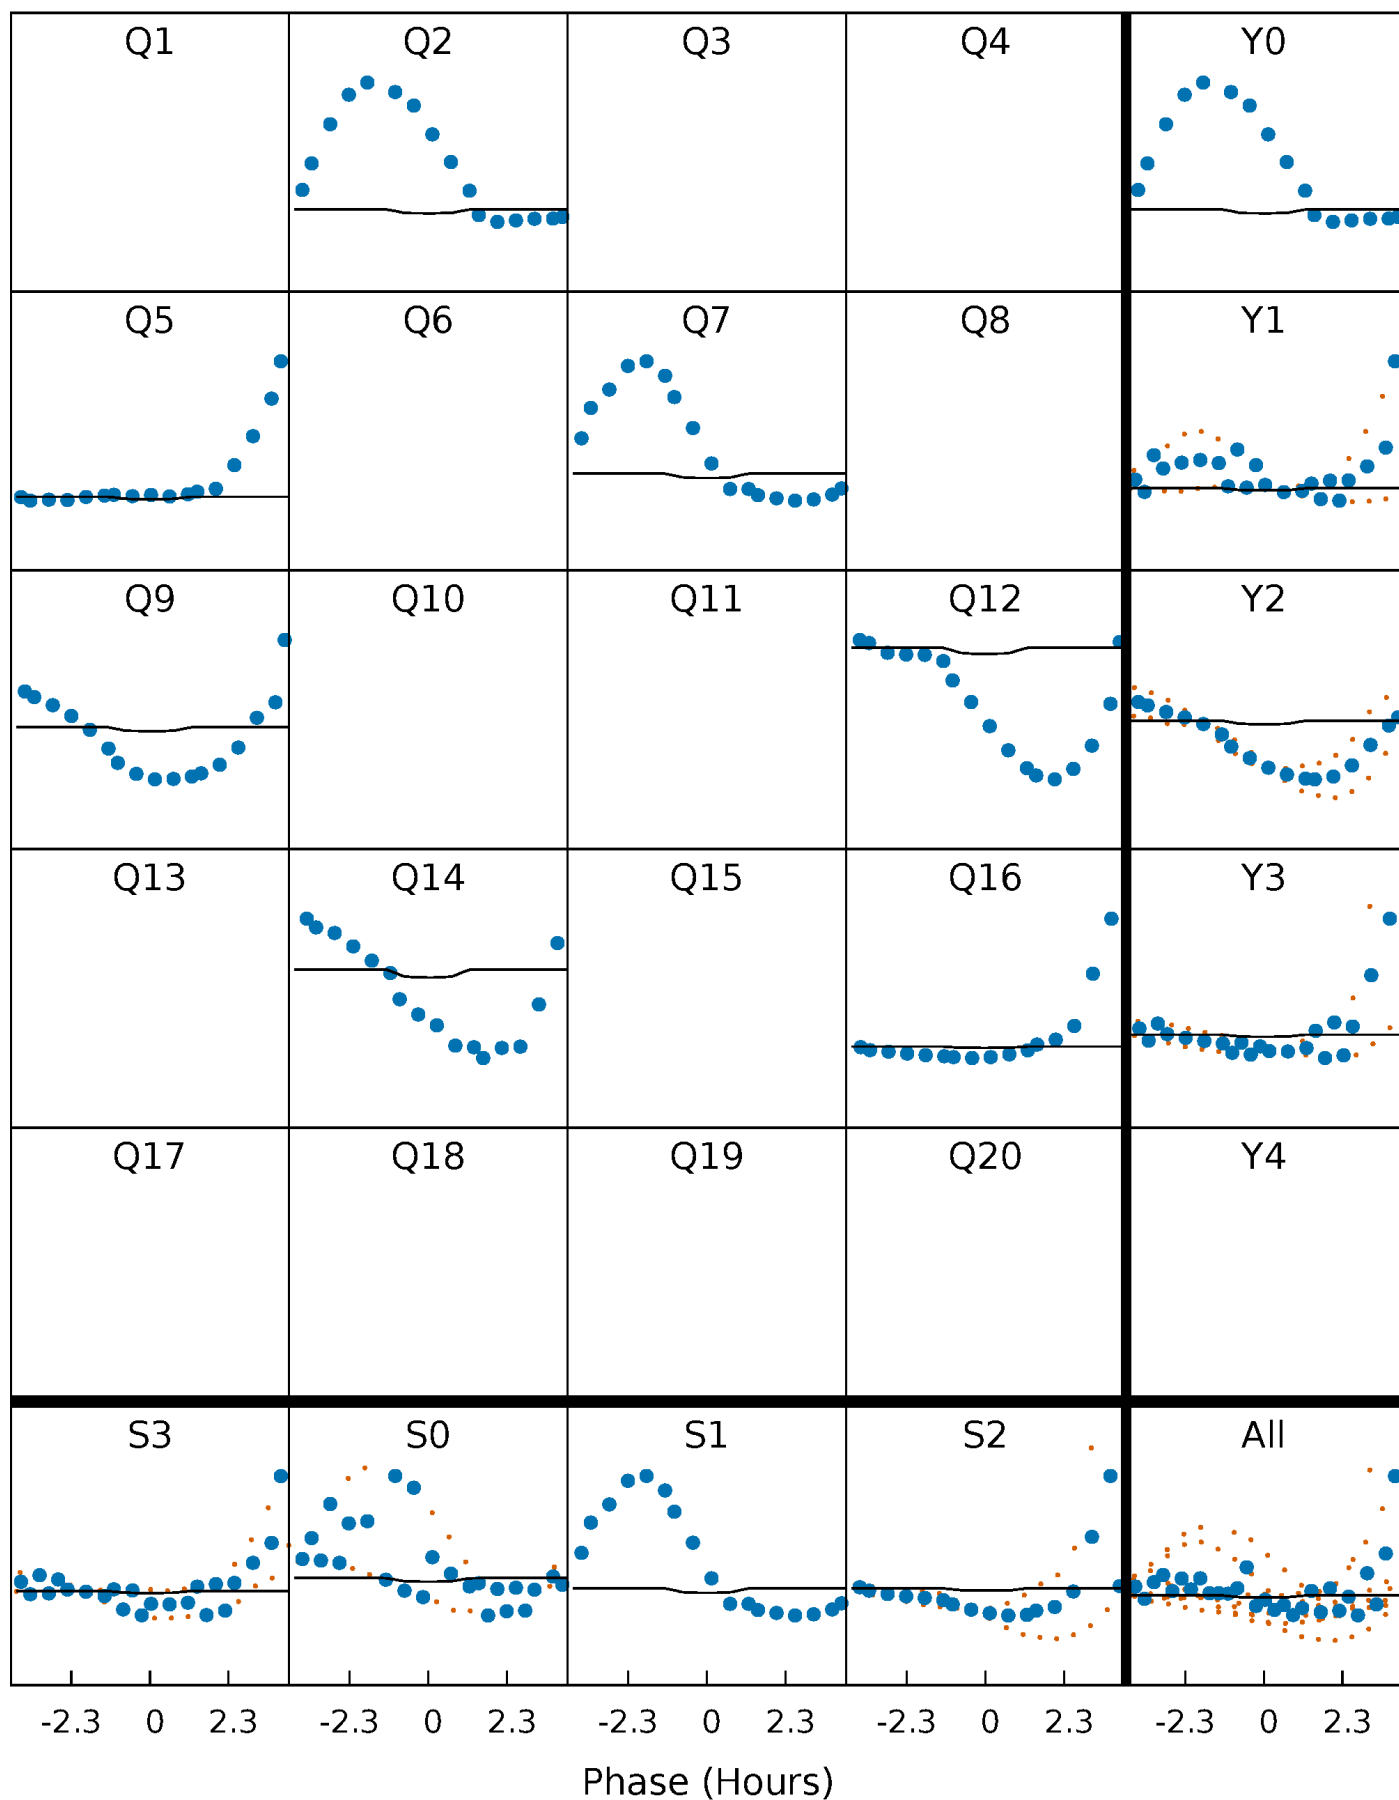 Q1 Q2 Q3 Q4 Y0
Q5 Q6 Q7 Q8 Y1
Q9 Q10 Q11 Q12 Y2
Q13 Q14 Q15 Q16 Y3
Q17 Q18 Q19 Q20 Y4
S3 S0 S1 S2 All
-2.3 0 2.3 -2.3 0 2.3 -2.3 0 2.3 -2.3 0 2.3 -2.3 0 2.3
Phase (Hours)